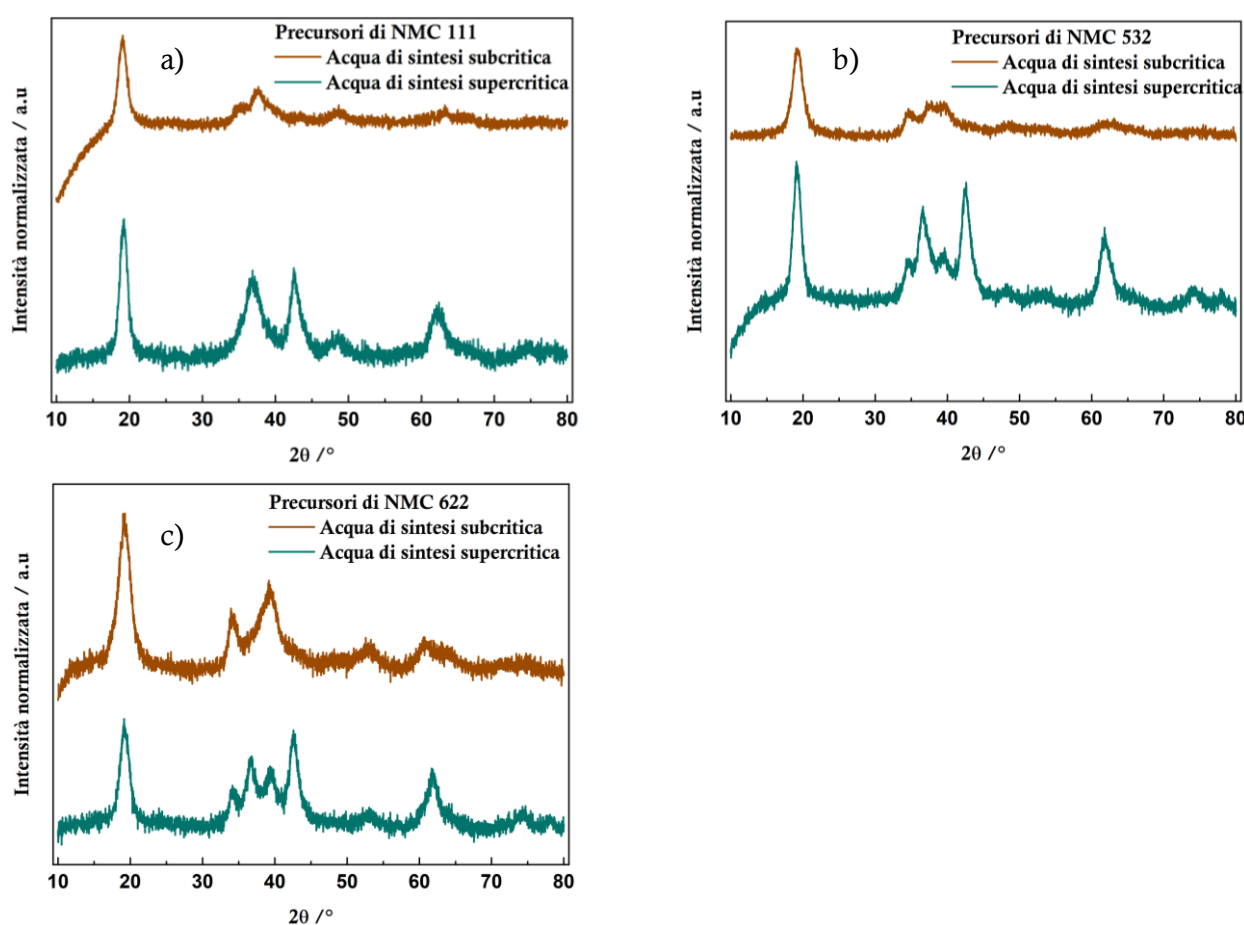 Precursori di NMC 111
Acqua di sintesi subcritica
Acqua di sintesi supercritica
a)
Intensità normalizzata / a.u
10 20 30 40 50 60 70 80
2θ /°
Precursori di NMC 532
Acqua di sintesi subcritica
Acqua di sintesi supercritica
b)
Intensità normalizzata / a.u
10 20 30 40 50 60 70 80
2θ /°
Precursori di NMC 622
Acqua di sintesi subcritica
Acqua di sintesi supercritica
c)
Intensità normalizzata / a.u
10 20 30 40 50 60 70 80
2θ /°